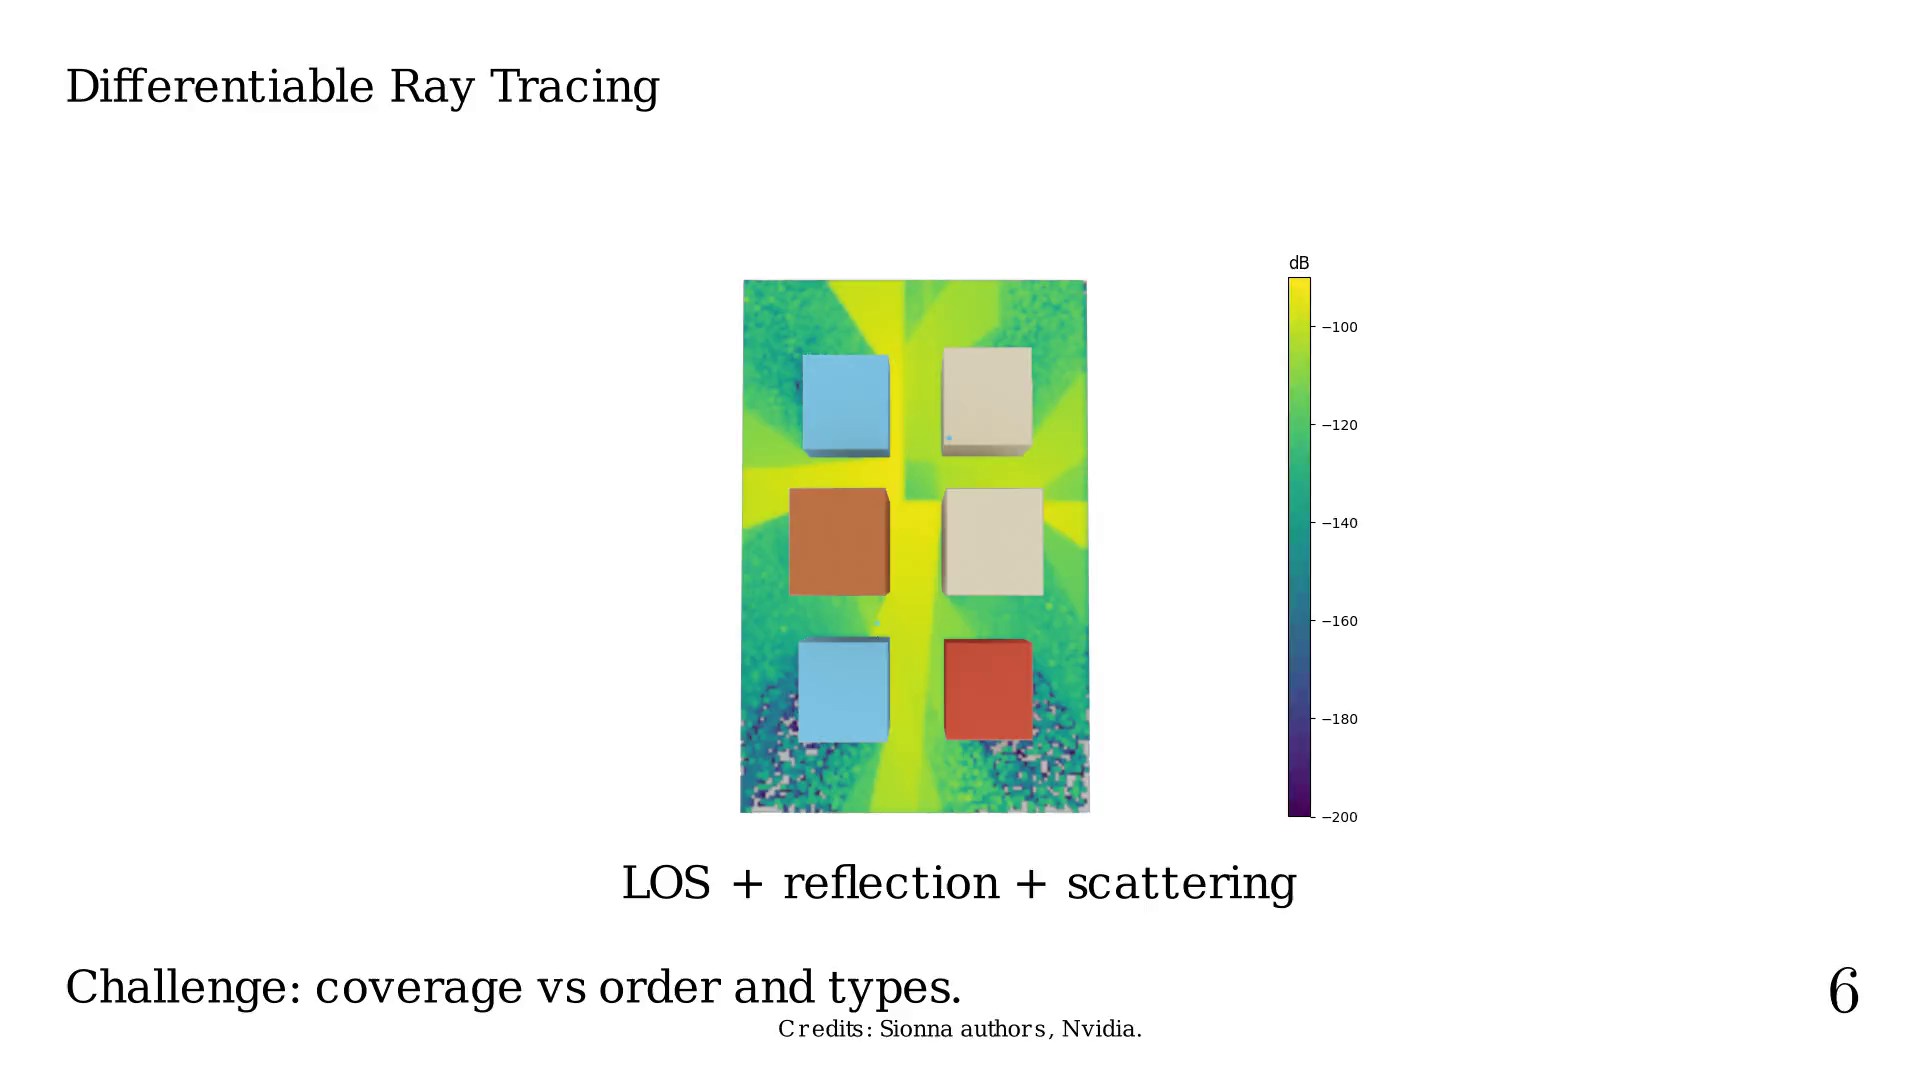 Differentiable Ray Tracing
dB
−100
−120
−140
−160
−180
−200
LOS + reflection + scattering
Challenge: coverage vs order and types.
6
Credits: Sionna authors, Nvidia.